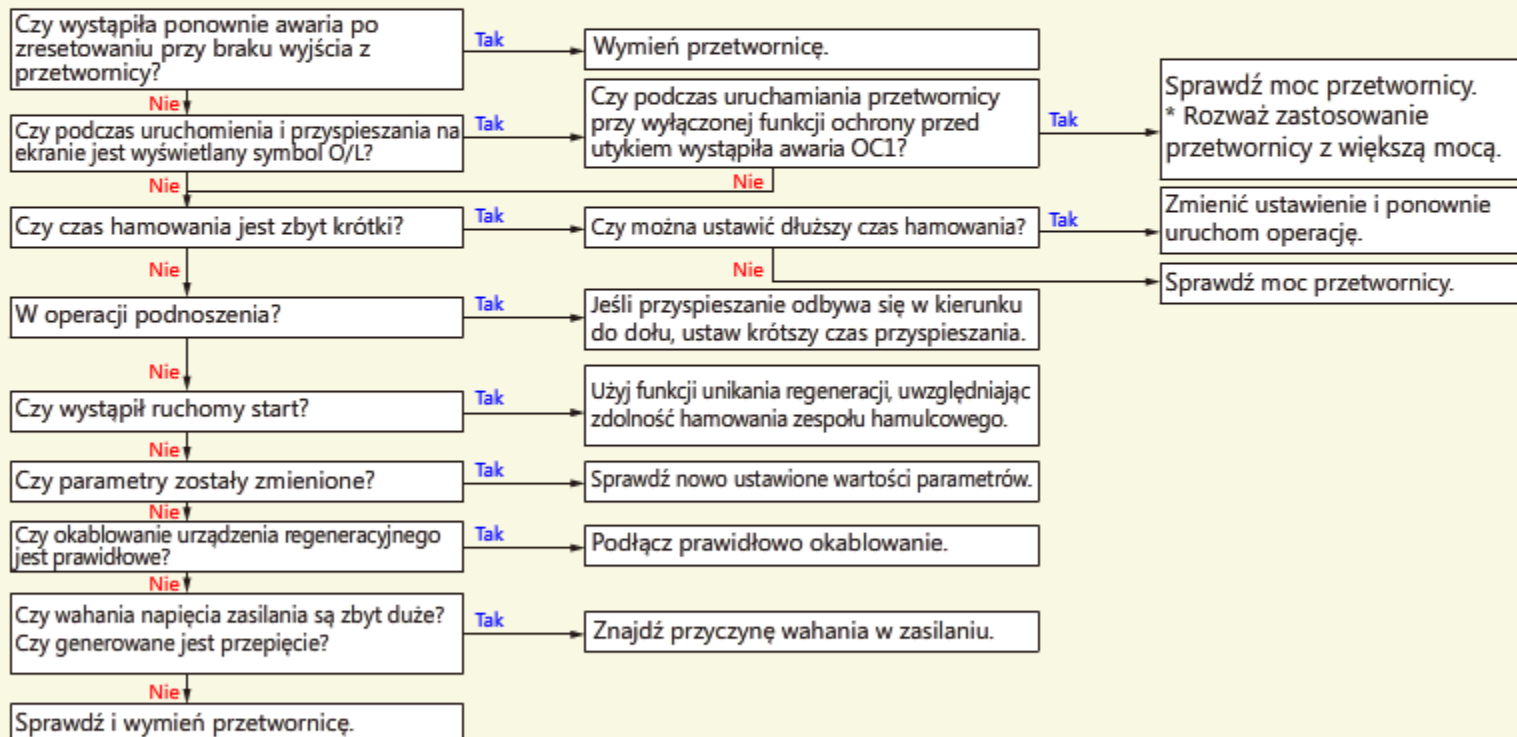 Czy wystąpiła ponownie awaria po
zresetowaniu przy braku wyjścia z
przetwornicy?
Tak
Wymień przetwornicę.
Nie
Czy podczas uruchomienia i przyspieszania na
ekranie jest wyświetlany symbol O/L?
Tak
Czy podczas uruchamiania przetwornicy
przy wyłączonej funkcji ochrony przed
utykiem wystąpiła awaria OC1?
Tak
Sprawdź moc przetwornicy.
* Rozważ zastosowanie
przetwornicy z większą mocą.
Nie
Nie
Czy czas hamowania jest zbyt krótki?
Tak
Czy można ustawić dłuższy czas hamowania?
Tak
Zmienić ustawienie i ponownie
uruchom operację.
Nie
Nie
Sprawdź moc przetwornicy.
W operacji podnoszenia?
Tak
Jeśli przyspieszanie odbywa się w kierunku
do dołu, ustaw krótszy czas przyspieszania.
Nie
Czy wystąpił ruchomy start?
Tak
Użyj funkcji unikania regeneracji, uwzględniając
zdolność hamowania zespołu hamulcowego.
Nie
Czy parametry zostały zmienione?
Tak
Sprawdź nowo ustawione wartości parametrów.
Nie
Czy okablowanie urządzenia regeneracyjnego
jest prawidłowe?
Tak
Podłącz prawidłowo okablowanie.
Nie
Czy wahania napięcia zasilania są zbyt duże?
Czy generowane jest przepięcie?
Tak
Znajdź przyczynę wahania w zasilaniu.
Nie
Sprawdź i wymień przetwornicę.